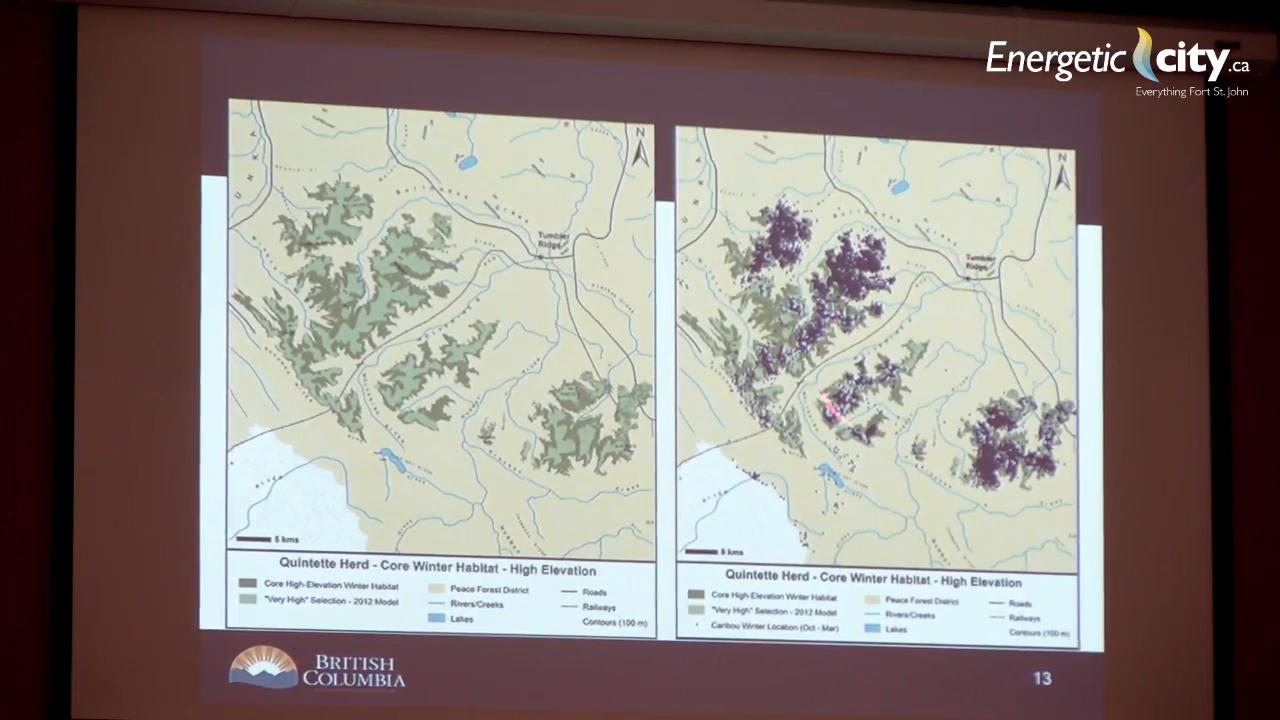 Energetic city.ca
Everything Fort St. John
N
Tumbler
Ridge
5 kms
Quintette Herd - Core Winter Habitat - High Elevation
Core High-Elevation Winter Habitat
"Very High" Selection - 2012 Model
Peace Forest District
Rivers/Creeks
Lakes
Roads
Railways
Contours (100 m)
N
Tumbler
Ridge
5 kms
Quintette Herd - Core Winter Habitat - High Elevation
Core High-Elevation Winter Habitat
"Very High" Selection - 2012 Model
Caribou Winter Location (Oct - Mar)
Peace Forest District
Rivers/Creeks
Lakes
Roads
Railways
Contours (100 m)
BRITISH
COLUMBIA
13